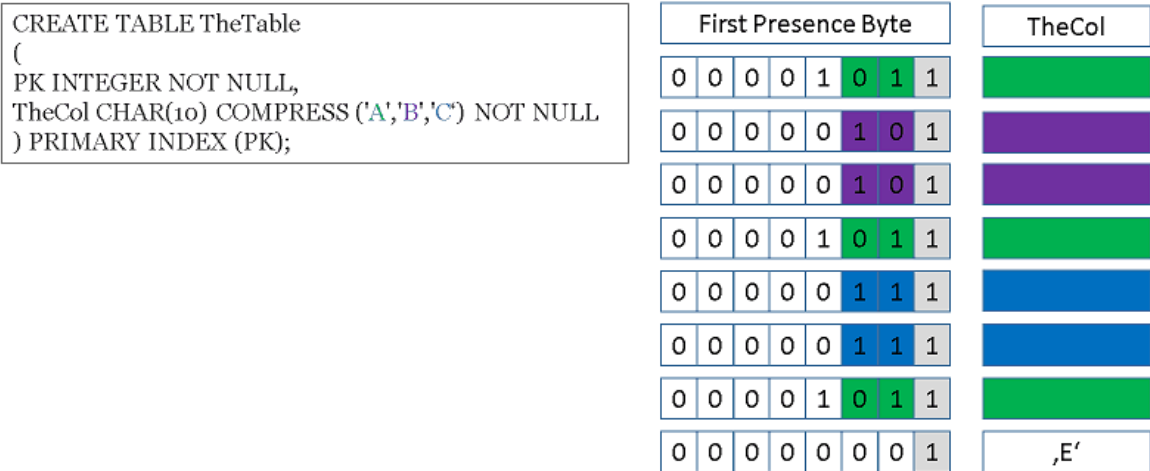 CREATE TABLE TheTable
(
PK INTEGER NOT NULL,
TheCol CHAR(10) COMPRESS ('A','B','C‘) NOT NULL
) PRIMARY INDEX (PK);
First Presence Byte TheCol
0 0 0 0 1 0 1 1
0 0 0 0 0 1 0 1
0 0 0 0 0 1 0 1
0 0 0 0 1 0 1 1
0 0 0 0 0 1 1 1
0 0 0 0 0 1 1 1
0 0 0 0 1 0 1 1
0 0 0 0 0 0 0 1 ‚E‘